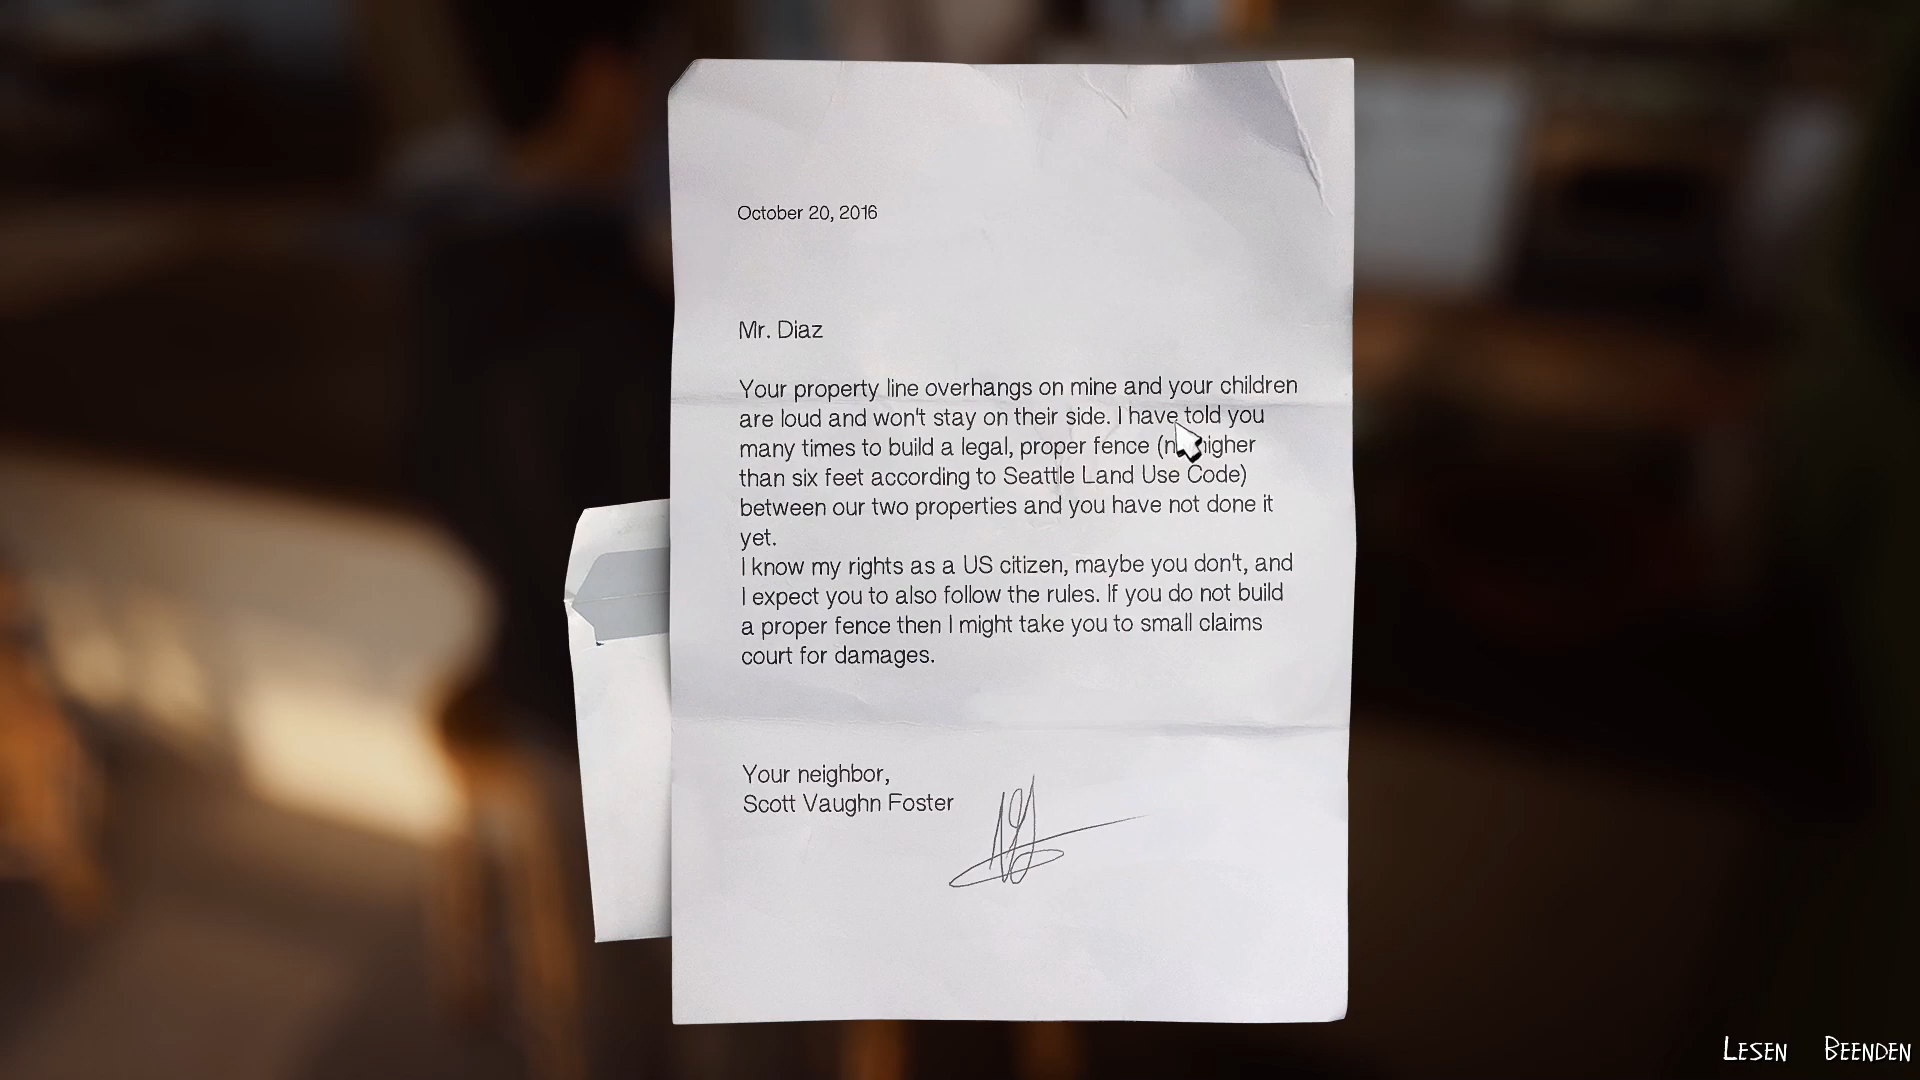 October 20, 2016
Mr. Diaz
Your property line overhangs on mine and your children
are loud and won't stay on their side. I have told you
many times to build a legal, proper fence (n higher
than six feet according to Seattle Land Use Code)
between our two properties and you have not done it
yet.
I know my rights as a US citizen, maybe you don't, and
I expect you to also follow the rules. If you do not build
a proper fence then I might take you to small claims
court for damages.
Your neighbor,
Scott Vaughn Foster
LESEN BEENDEN